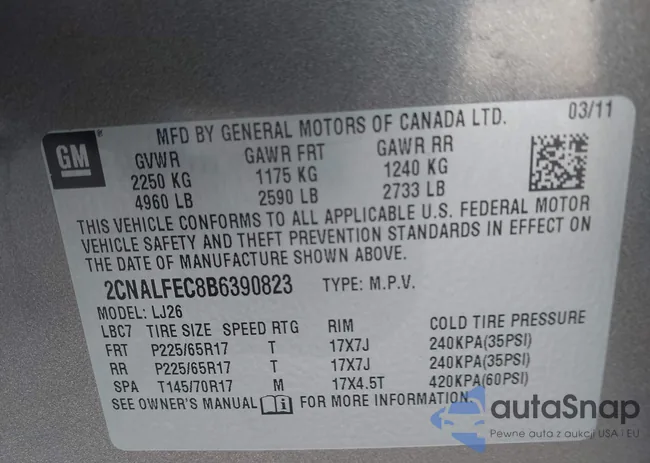 MFD BY GENERAL MOTORS OF CANADA LTD. 03/11
GM
GVWR GAWR FRT GAWR RR
2250 KG 1175 KG 1240 KG
4960 LB 2590 LB 2733 LB
THIS VEHICLE CONFORMS TO ALL APPLICABLE U.S. FEDERAL MOTOR
VEHICLE SAFETY AND THEFT PREVENTION STANDARDS IN EFFECT ON
THE DATE OF MANUFACTURE SHOWN ABOVE.
2CNALFEC8B6390823 TYPE: M.P.V.
MODEL: LJ26
LBC7 TIRE SIZE SPEED RTG RIM COLD TIRE PRESSURE
FRT P225/65R17 T 17X7J 240KPA(35PSI)
RR P225/65R17 T 17X7J 240KPA(35PSI)
SPA T145/70R17 M 17X4.5T 420KPA(60PSI)
SEE OWNER'S MANUAL i FOR MORE INFORMATION.
autaSnap
Pewne auta z aukcji USA i EU